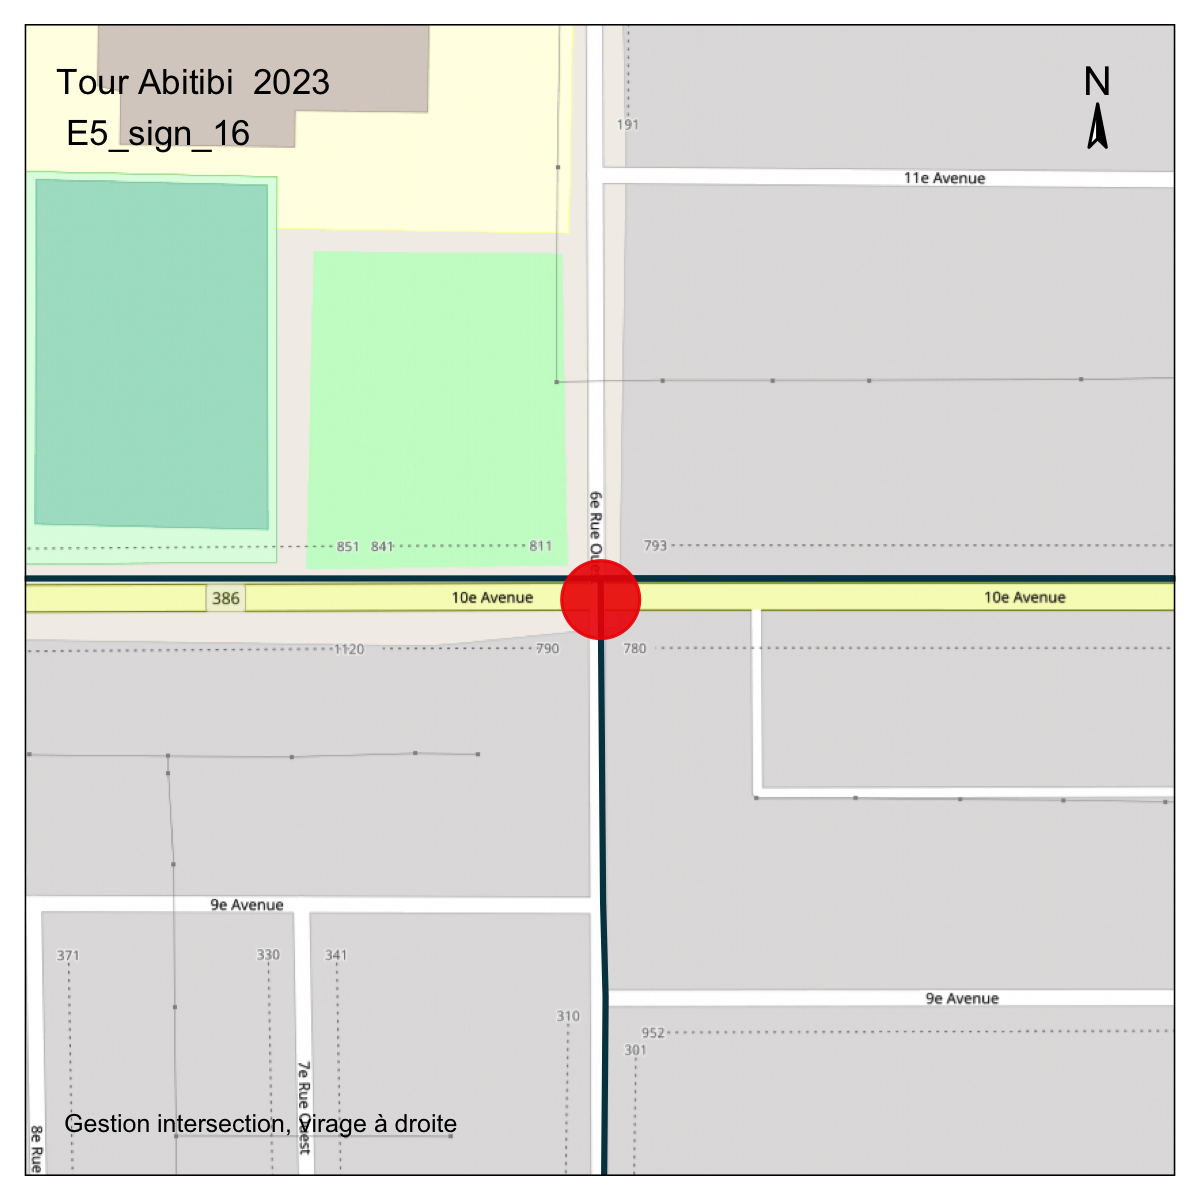 Tour Abitibi  2023
E5_sign_16
N
191
11e Avenue
6e Rue Ou
851 841 811 793
386 10e Avenue 10e Avenue
1120 790 780
9e Avenue
371 330 341
9e Avenue
310
952
301
7e Rue Ouest
Gestion intersection, virage à droite
8e Rue